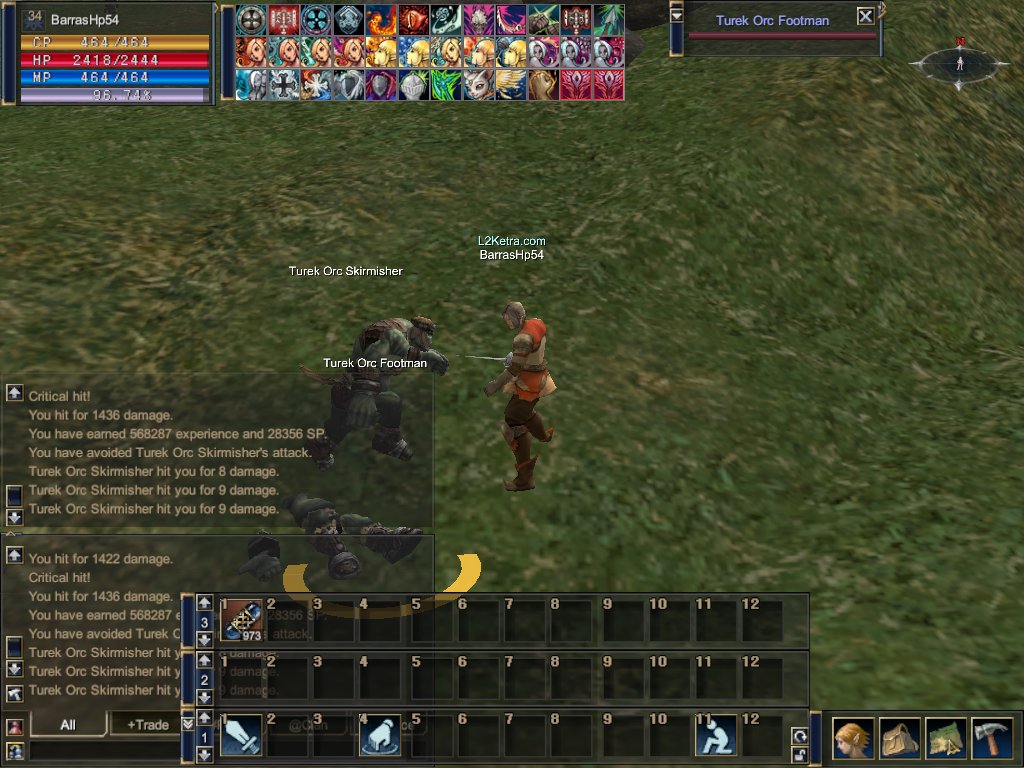 34 BarrasHp54
CP 464/464
HP 2418/2444
MP 464/464
96.74%
Turek Orc Footman
N
L2Ketra.com
BarrasHp54
Turek Orc Skirmisher
Turek Orc Footman
Critical hit!
You hit for 1436 damage.
You have earned 568287 experience and 28356 SP.
You have avoided Turek Orc Skirmisher's attack.
Turek Orc Skirmisher hit you for 8 damage.
Turek Orc Skirmisher hit you for 9 damage.
Turek Orc Skirmisher hit you for 9 damage.
You hit for 1422 damage.
Critical hit!
You hit for 1436 damage.
You have earned 568287 e 28356 SP.
You have avoided Turek O attack.
Turek Orc Skirmisher hit y damage.
Turek Orc Skirmisher hit y 9 damage.
Turek Orc Skirmisher hit y 9 damage.
3 1 2 3 4 5 6 7 8 9 10 11 12
973
2 1 2 3 4 5 6 7 8 9 10 11 12
1 1 2 3 4 5 6 7 8 9 10 11 12
All +Trade @Clan